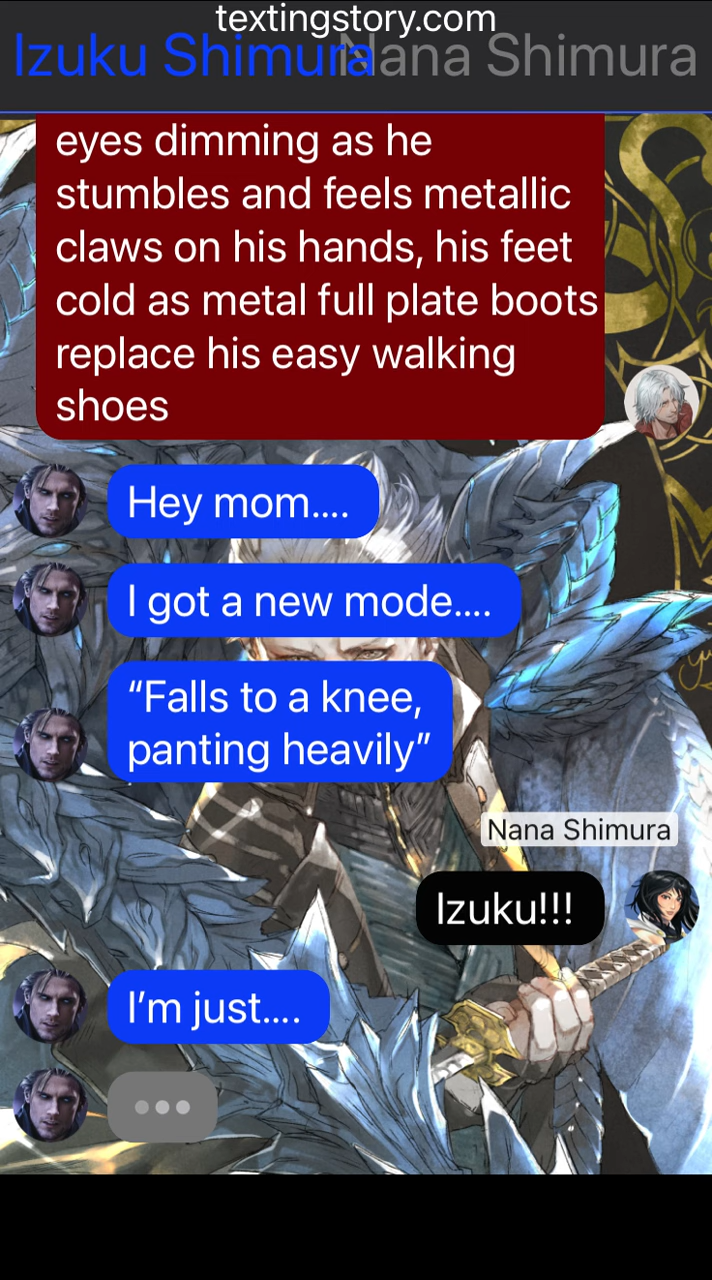 textingstory.com
Izuku Shimura Nana Shimura
eyes dimming as he
stumbles and feels metallic
claws on his hands, his feet
cold as metal full plate boots
replace his easy walking
shoes
Hey mom....
I got a new mode....
“Falls to a knee,
panting heavily”
Nana Shimura
Izuku!!!
I’m just....